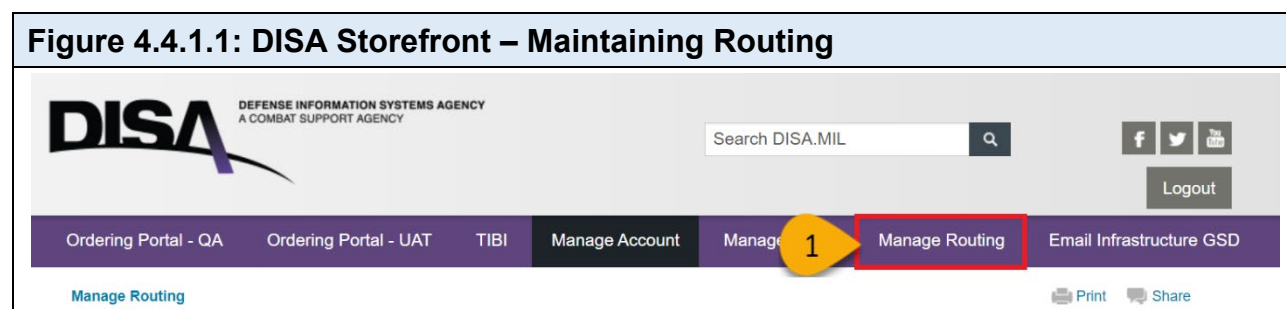 Figure 4.4.1.1: DISA Storefront – Maintaining Routing
DISA
DEFENSE INFORMATION SYSTEMS AGENCY
A COMBAT SUPPORT AGENCY
Search DISA.MIL
f You Tube
Logout
Ordering Portal - QA Ordering Portal - UAT TIBI Manage Account Manage 1 Manage Routing Email Infrastructure GSD
Manage Routing Print Share